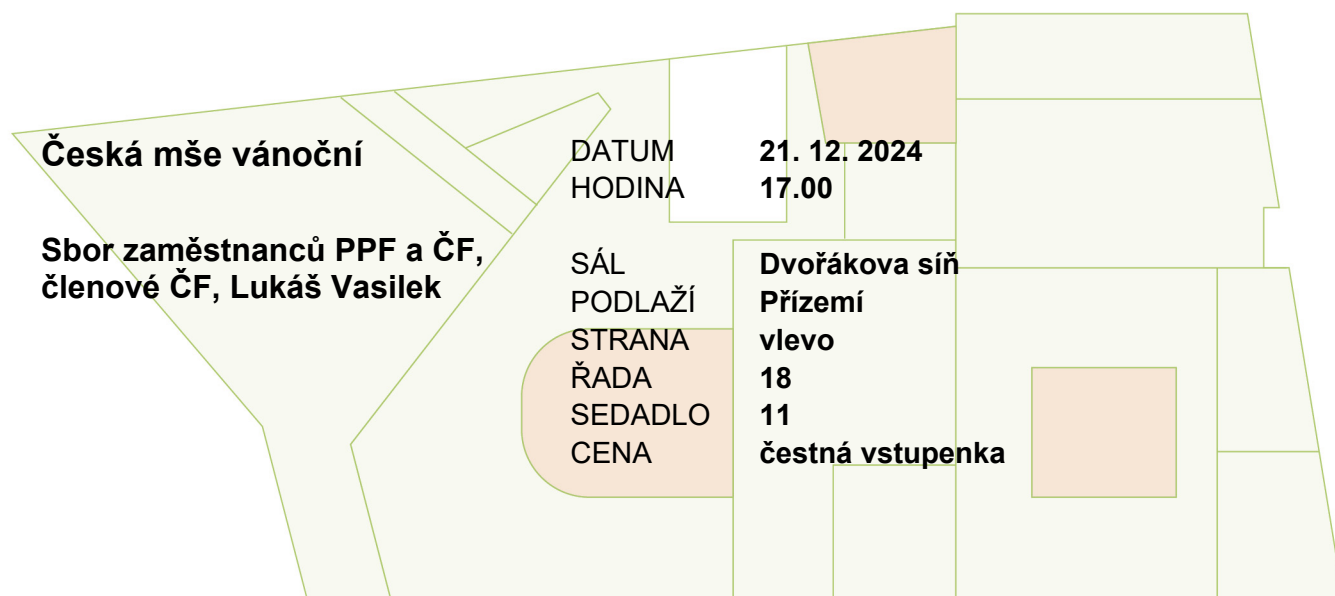 Česká mše vánoční
Sbor zaměstnanců PPF a ČF,
členové ČF, Lukáš Vasilek
DATUM 21. 12. 2024
HODINA 17.00
SÁL Dvořákova síň
PODLAŽÍ Přízemí
STRANA vlevo
ŘADA 18
SEDADLO 11
CENA čestná vstupenka